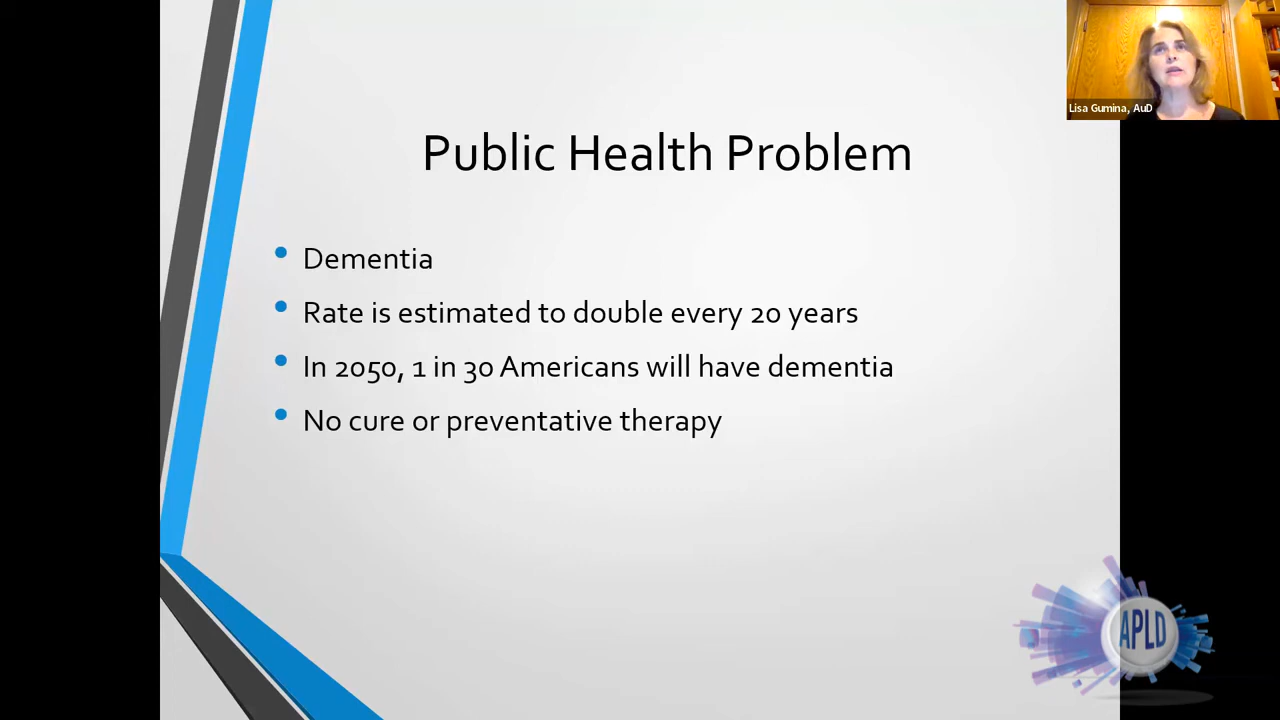 Lisa Gumina, AuD
Public Health Problem
Dementia
Rate is estimated to double every 20 years
In 2050, 1 in 30 Americans will have dementia
No cure or preventative therapy
APLD